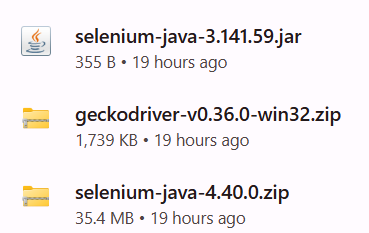 selenium-java-3.141.59.jar
355 B • 19 hours ago
geckodriver-v0.36.0-win32.zip
1,739 KB • 19 hours ago
selenium-java-4.40.0.zip
35.4 MB • 19 hours ago